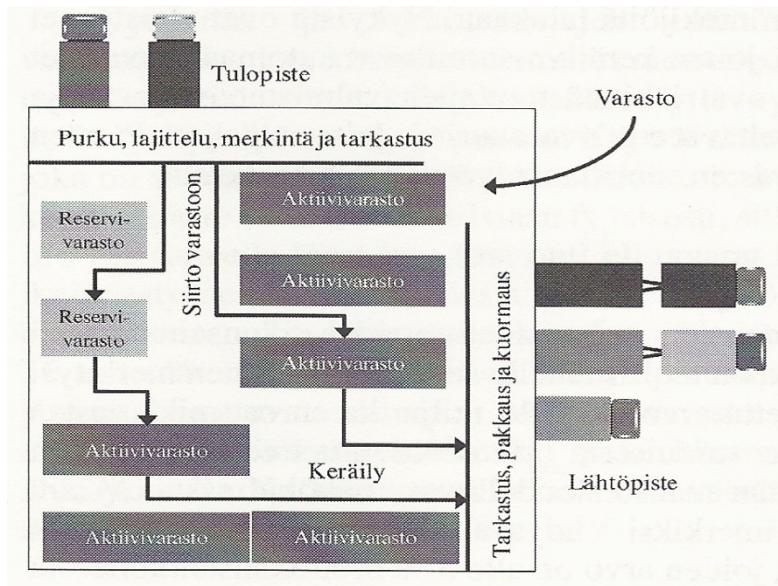 Tulopiste
Varasto
Purku, lajittelu, merkintä ja tarkastus
Aktiivivarasto
Reservi-
varasto
Siirto varastoon
Aktiivivarasto
Reservi-
varasto
Aktiivivarasto
Tarkastus, pakkaus ja kuormaus
Aktiivivarasto
Keräily
Lähtöpiste
Aktiivivarasto
Aktiivivarasto